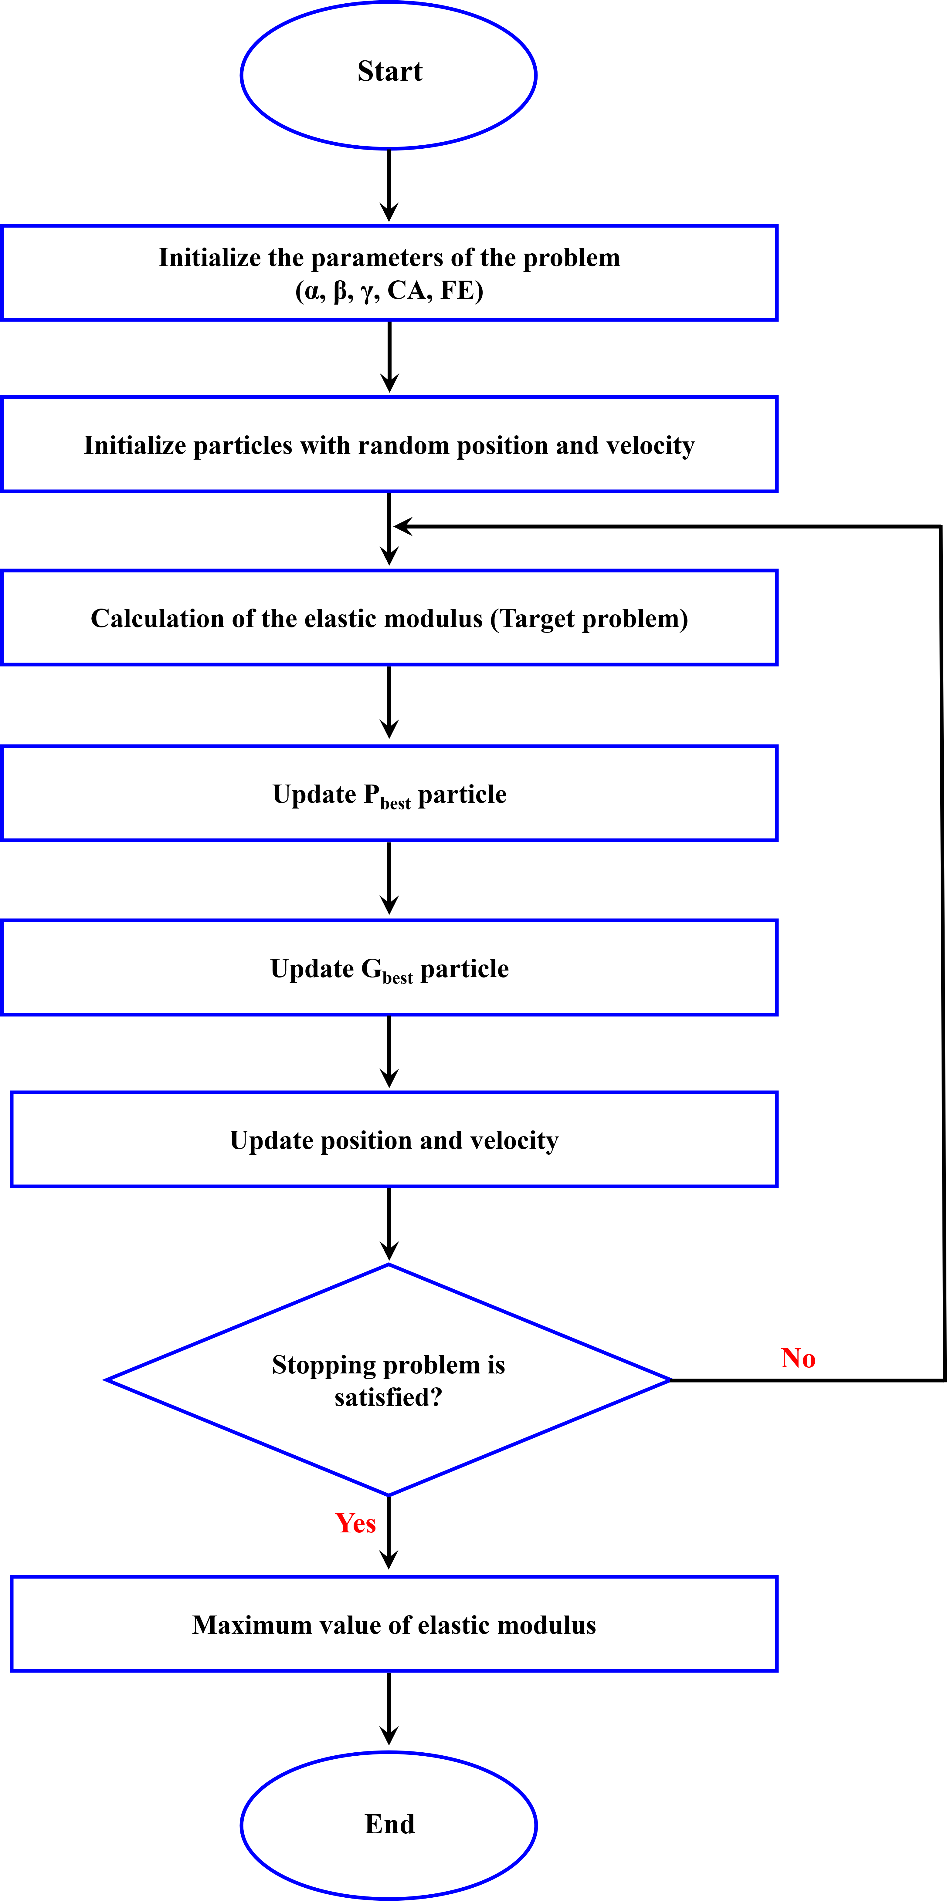 Start
Initialize the parameters of the problem
(α, β, γ, CA, FE)
Initialize particles with random position and velocity
Calculation of the elastic modulus (Target problem)
Update Pbest particle
Update Gbest particle
Update position and velocity
Stopping problem is
satisfied?
No
Yes
Maximum value of elastic modulus
End